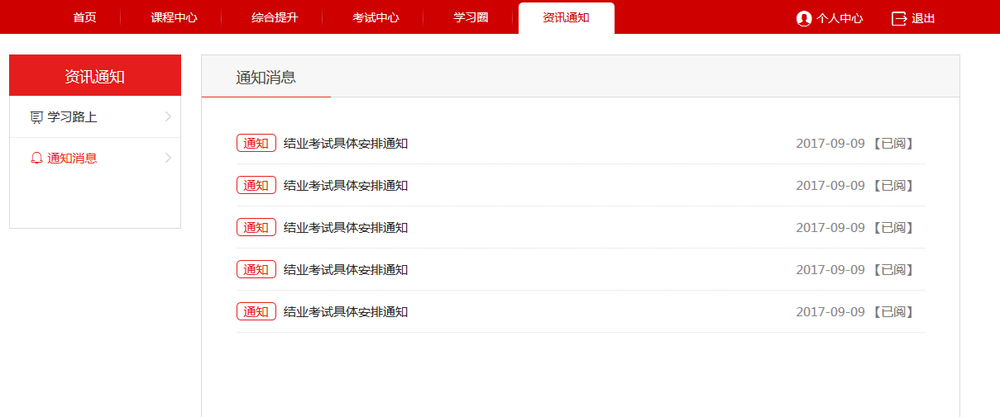 首页 课程中心 综合提升 考试中心 学习圈 资讯通知 个人中心 退出
资讯通知
学习路上
通知消息
通知消息
通知 结业考试具体安排通知 2017-09-09 【已阅】
通知 结业考试具体安排通知 2017-09-09 【已阅】
通知 结业考试具体安排通知 2017-09-09 【已阅】
通知 结业考试具体安排通知 2017-09-09 【已阅】
通知 结业考试具体安排通知 2017-09-09 【已阅】